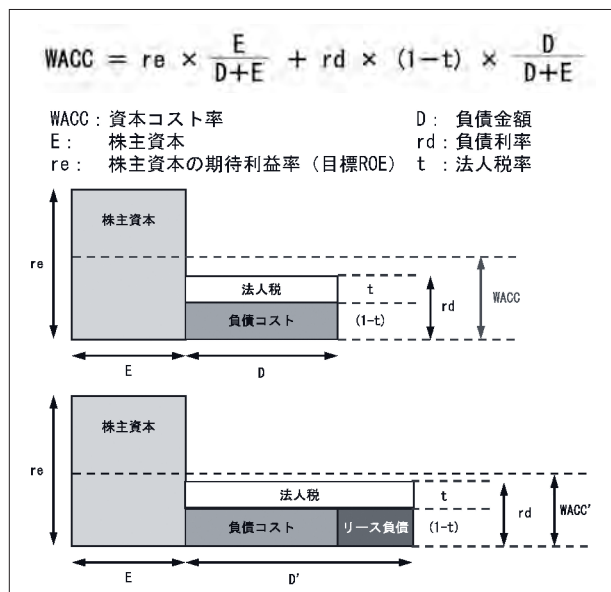 WACC = re × E/D+E + rd × (1-t) × D/D+E
WACC：資本コスト率　D：負債金額
E：株主資本　rd：負債利率
re：株主資本の期待利益率（目標ROE）　t：法人税率
株主資本
re
法人税
t
負債コスト
(1-t)
rd
WACC
E
D
株主資本
re
法人税
t
負債コスト
リース負債
(1-t)
rd
WACC'
E
D'